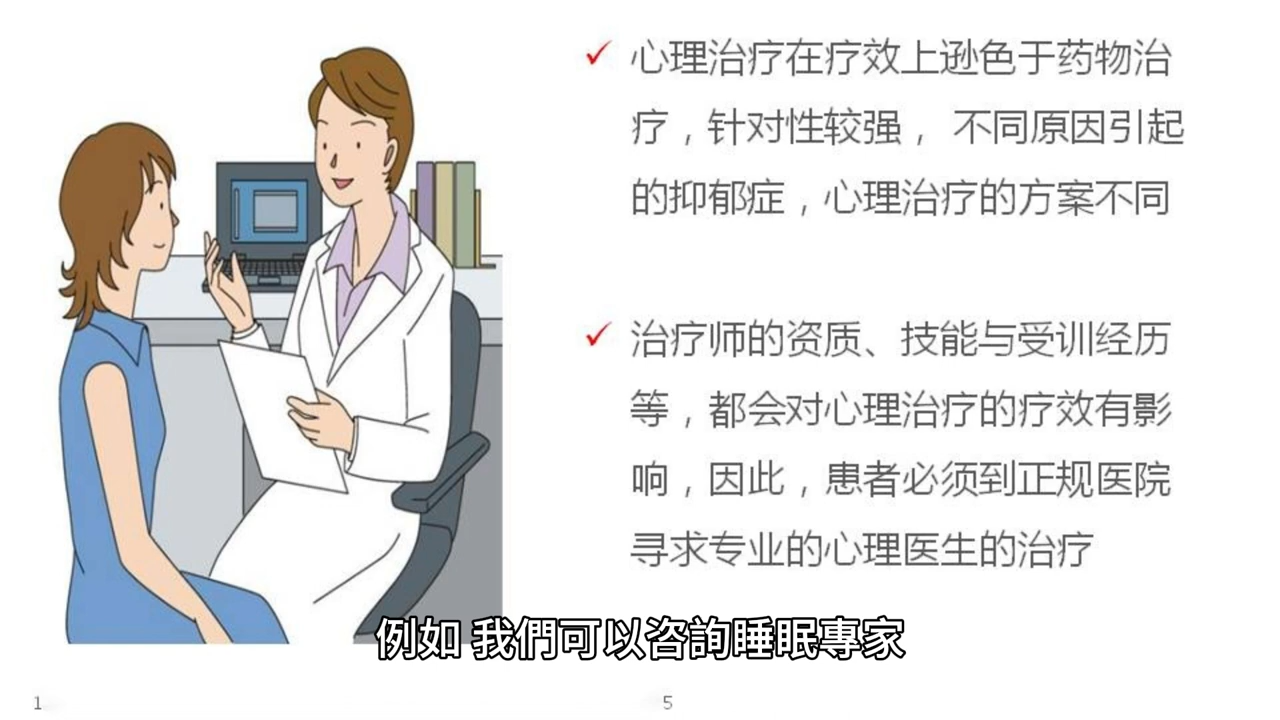 心理治疗在疗效上逊色于药物治
疗，针对性较强， 不同原因引起
的抑郁症，心理治疗的方案不同
治疗师的资质、技能与受训经历
等，都会对心理治疗的疗效有影
响，因此，患者必须到正规医院
寻求专业的心理医生的治疗
例如 我們可以咨詢睡眠專家
1
5